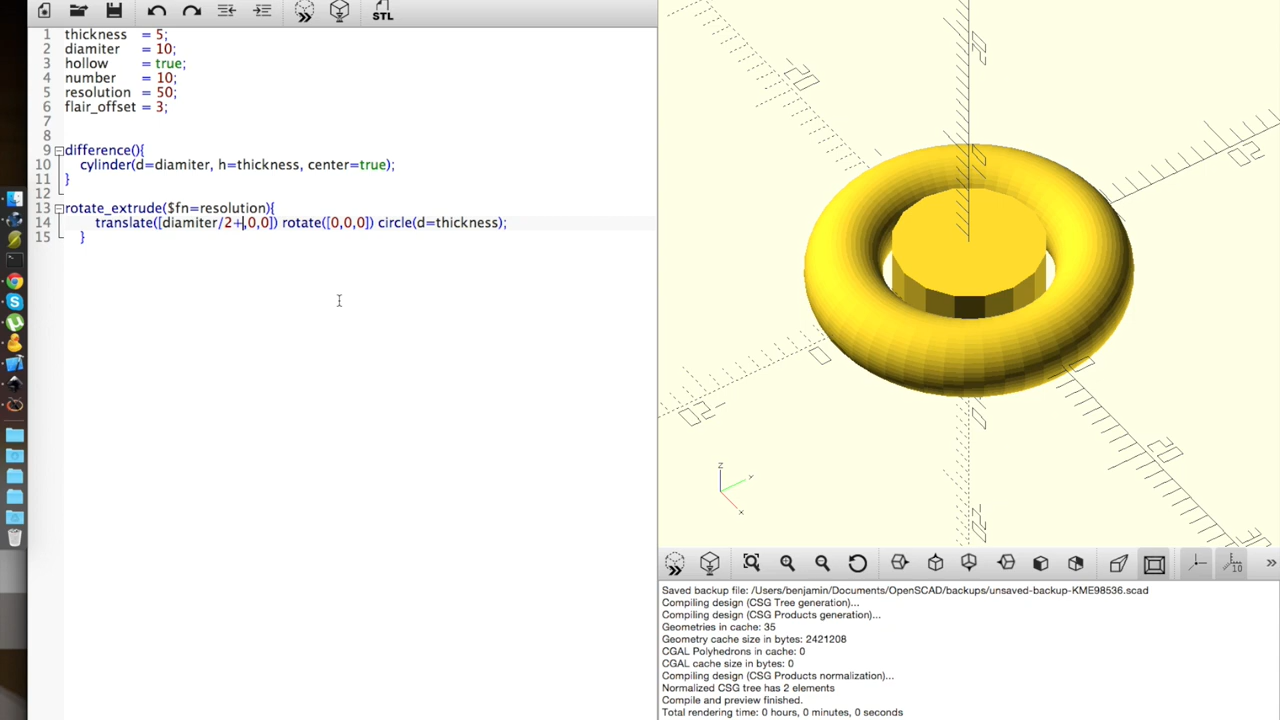 STL
1 thickness = 5;
2 diamiter = 10;
3 hollow = true;
4 number = 10;
5 resolution = 50;
6 flair_offset = 3;
7
8
9 difference(){
10 cylinder(d=diamiter, h=thickness, center=true);
11 }
12
13 rotate_extrude($fn=resolution){
14 translate([diamiter/2+,0,0]) rotate([0,0,0]) circle(d=thickness);
15 }
20
20
20
z
y
x
10
»
Saved backup file: /Users/benjamin/Documents/OpenSCAD/backups/unsaved-backup-KME98536.scad
Compiling design (CSG Tree generation)...
Compiling design (CSG Products generation)...
Geometries in cache: 35
Geometry cache size in bytes: 2421208
CGAL Polyhedrons in cache: 0
CGAL cache size in bytes: 0
Compiling design (CSG Products normalization)...
Normalized CSG tree has 2 elements
Compile and preview finished.
Total rendering time: 0 hours, 0 minutes, 0 seconds